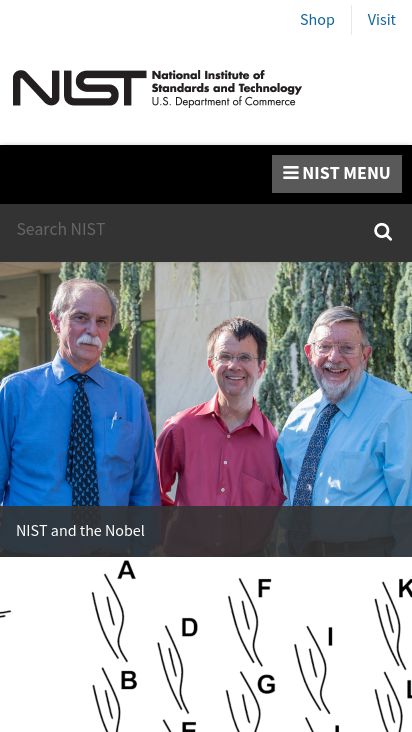 Shop Visit
NIST National Institute of
Standards and Technology
U.S. Department of Commerce
NIST MENU
Search NIST
NIST and the Nobel
A
F
K
D
I
B
G
L
E